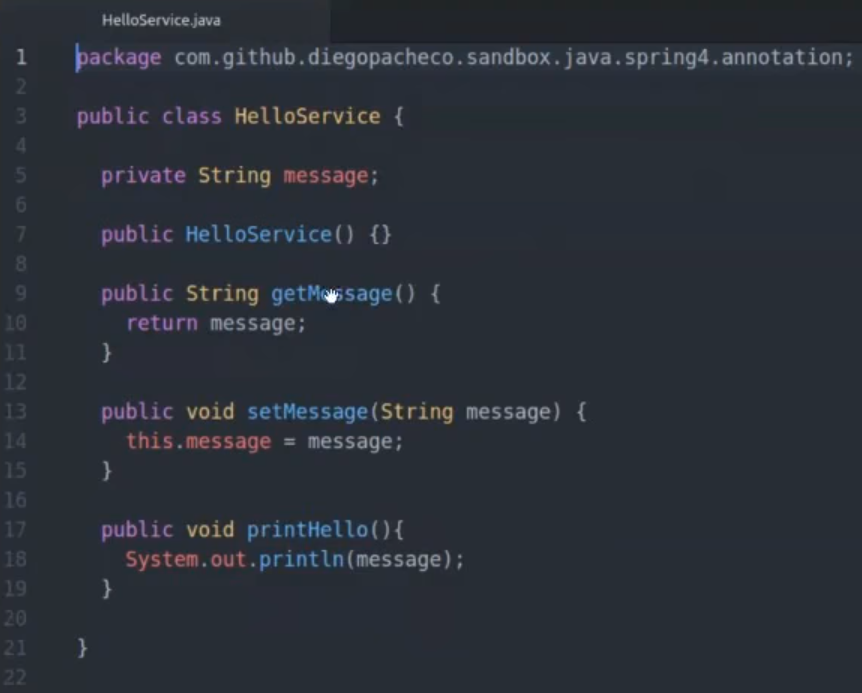 HelloService.java
1 package com.github.diegopacheco.sandbox.java.spring4.annotation;
2
3 public class HelloService {
4
5 private String message;
6
7 public HelloService() {}
8
9 public String getMessage() {
10 return message;
11 }
12
13 public void setMessage(String message) {
14 this.message = message;
15 }
16
17 public void printHello(){
18 System.out.println(message);
19 }
20
21 }
22